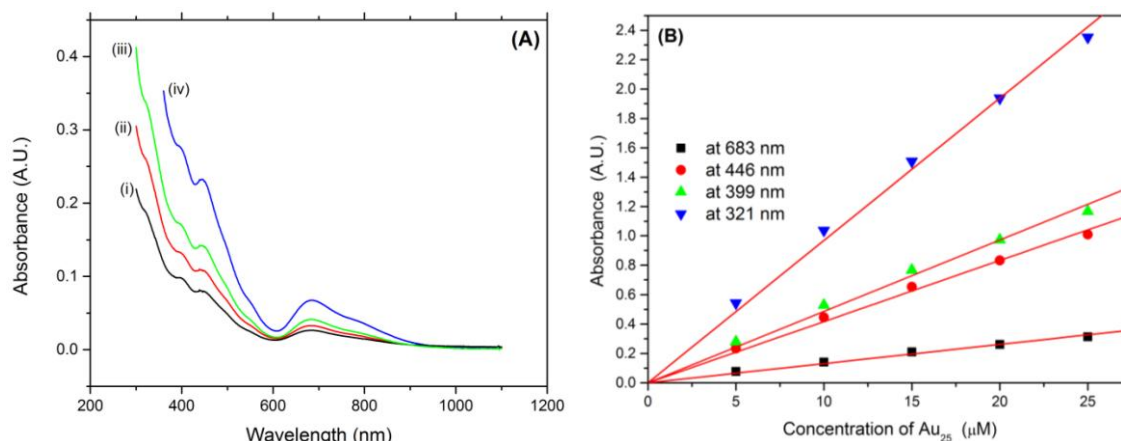 (A)
(iii)
(iv)
(ii)
(i)
0.4
0.3
0.2
0.1
0.0
Absorbance (A.U.)
200 400 600 800 1000 1200
Wavelength (nm)
(B)
2.4
2.2
2.0
1.8
1.6
1.4
1.2
1.0
0.8
0.6
0.4
0.2
0.0
Absorbance (A.U.)
at 683 nm
at 446 nm
at 399 nm
at 321 nm
0 5 10 15 20 25
Concentration of Au25 (μM)